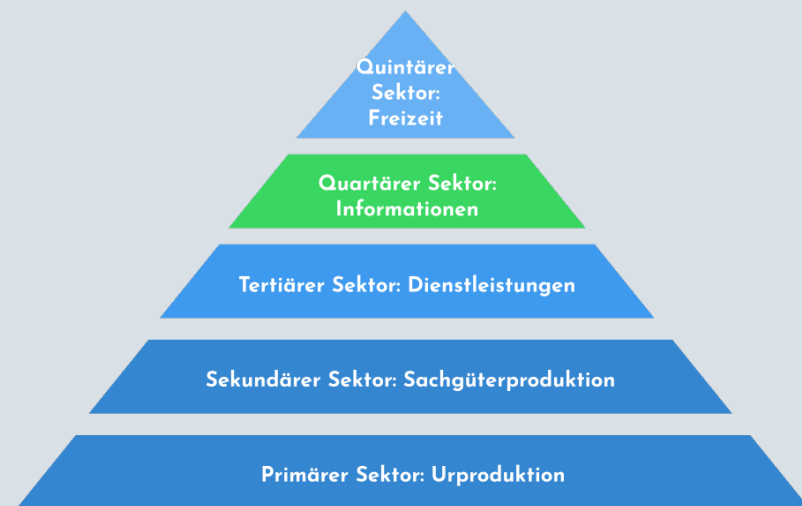 Quintärer
Sektor:
Freizeit
Quartärer Sektor:
Informationen
Tertiärer Sektor: Dienstleistungen
Sekundärer Sektor: Sachgüterproduktion
Primärer Sektor: Urproduktion